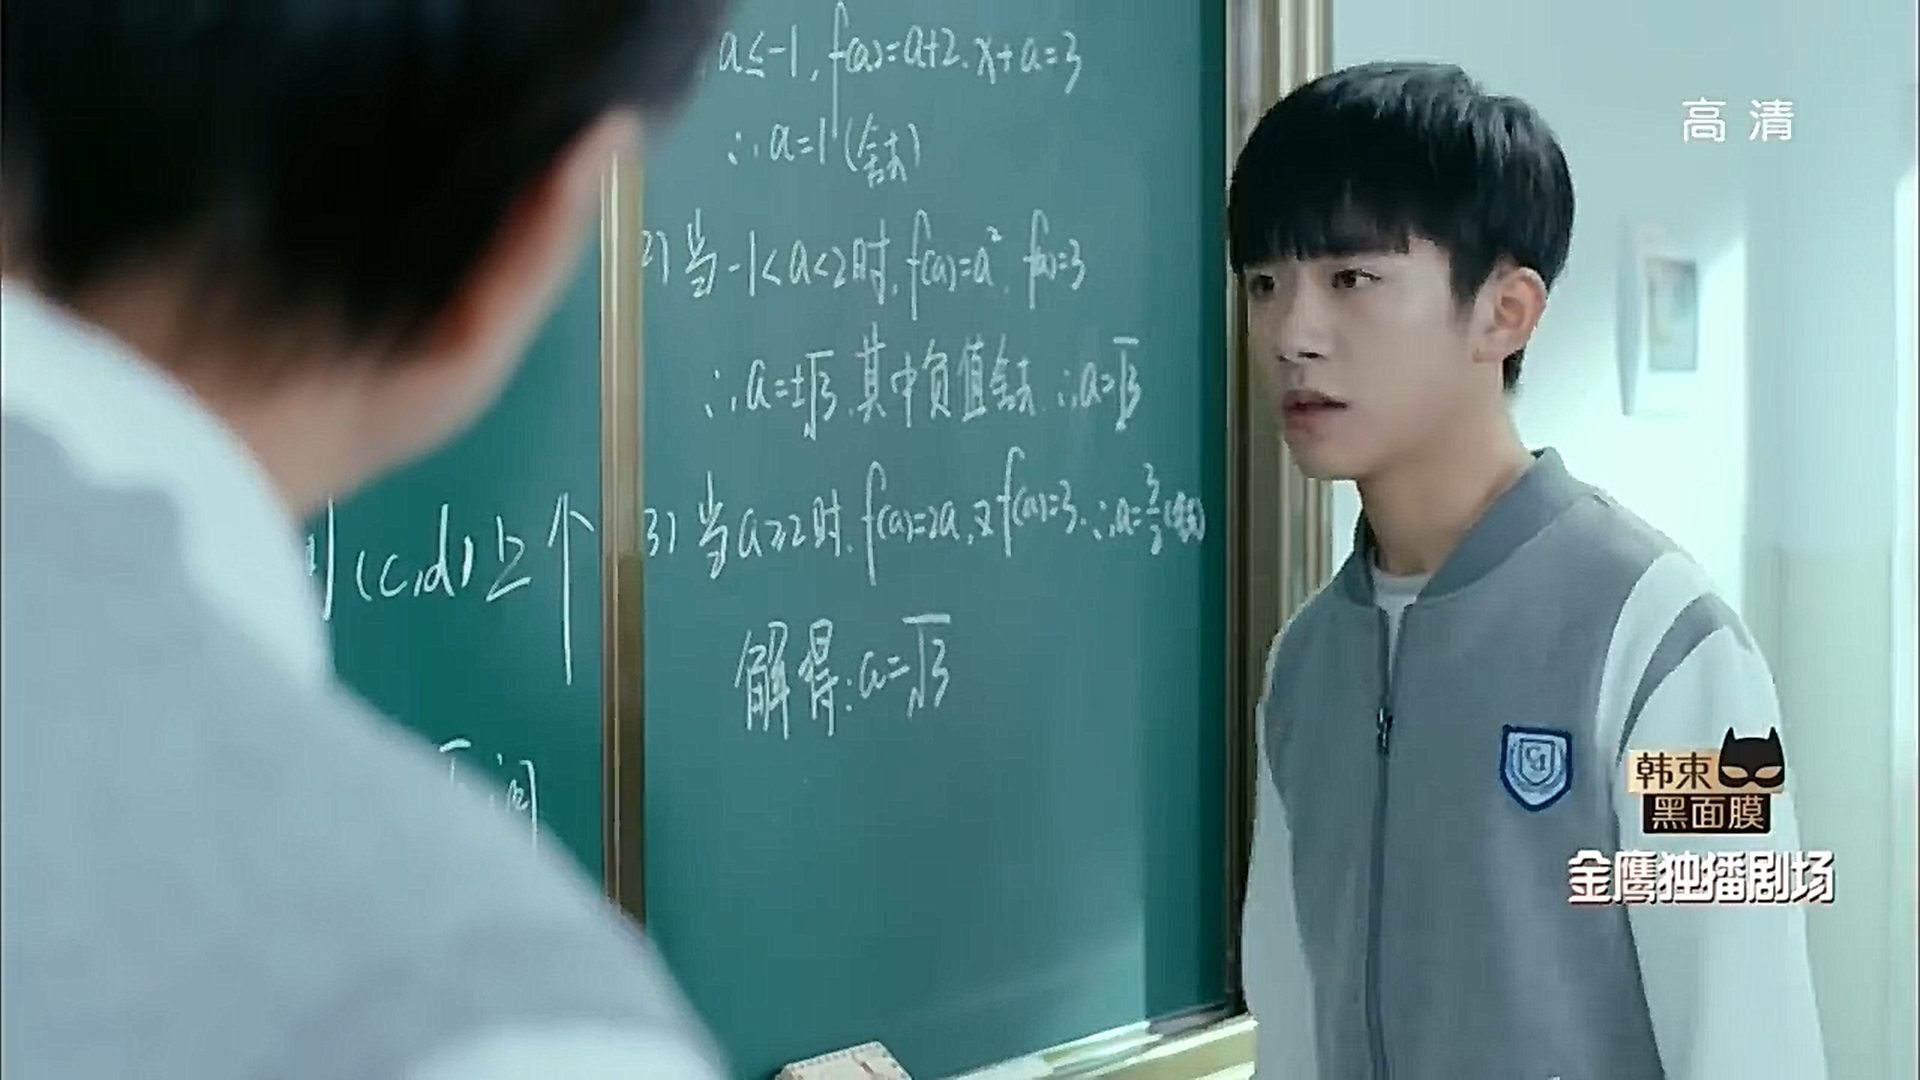 a≤-1, f(a)=a+2, x+a=3
∴a=1(舍去)
2)当-1<a<2时, f(a)=a², f(a)=3
∴a=±√3,其中负值舍去,∴a=√3
3)当a≥2时, f(a)=2a,又f(a)=3,∴a=3/2(舍去)
解得:a=√3
(c,d)上个
间
高清
韩束
黑面膜
金鹰独播剧场